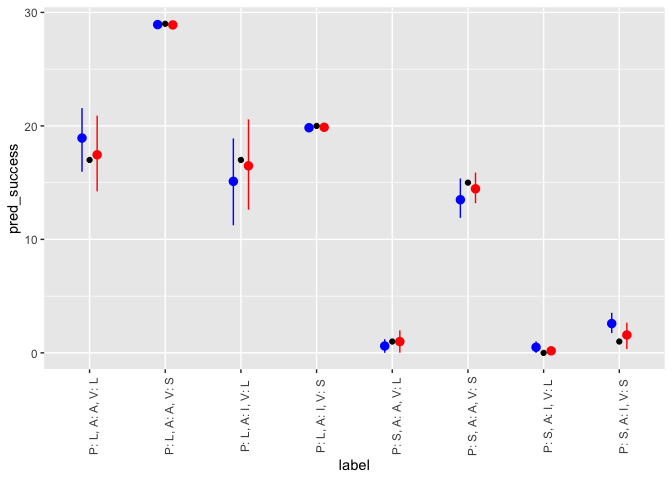 30
20
10
0
pred_success
P: L, A: A, V: L
P: L, A: A, V: S
P: L, A: I, V: L
P: L, A: I, V: S
P: S, A: A, V: L
P: S, A: A, V: S
P: S, A: I, V: L
P: S, A: I, V: S
label